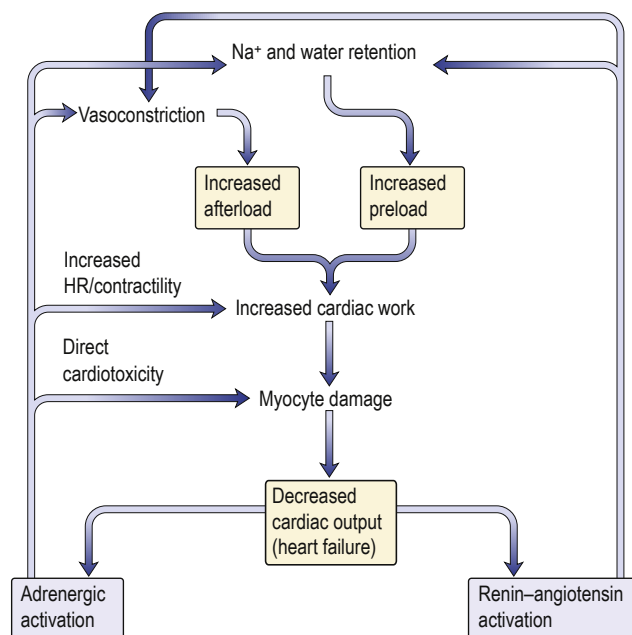 Na⁺ and water retention
Vasoconstriction
Increased
afterload
Increased
preload
Increased
HR/contractility
Increased cardiac work
Direct
cardiotoxicity
Myocyte damage
Decreased
cardiac output
(heart failure)
Adrenergic
activation
Renin–angiotensin
activation